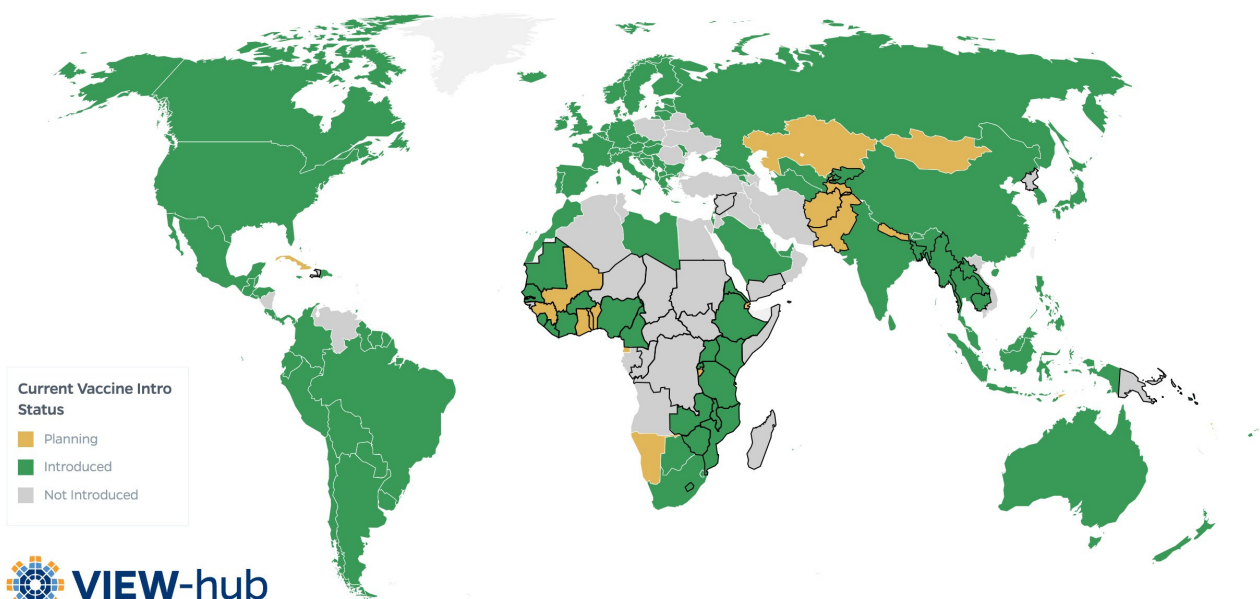 Current Vaccine Intro
Status
Planning
Introduced
Not Introduced
VIEW-hub